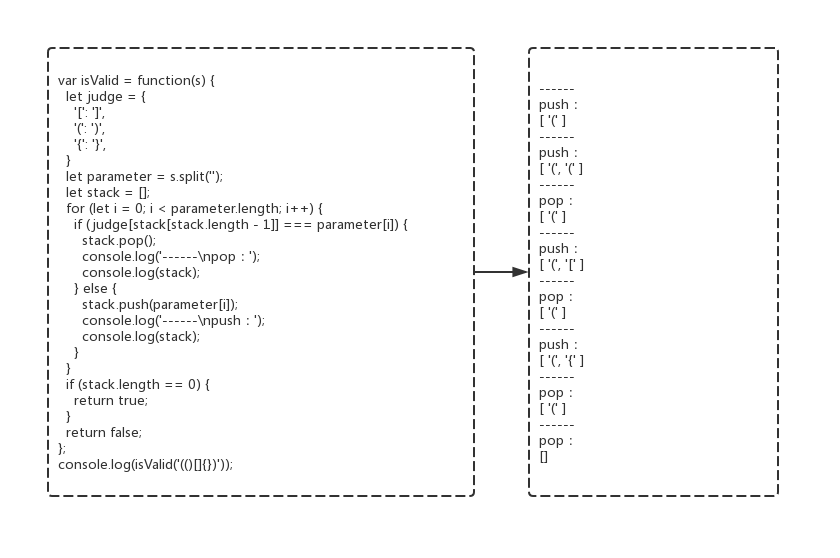 var isValid = function(s) {
let judge = {
'[': ']',
'(': ')',
'{': '}',
}
let parameter = s.split('');
let stack = [];
for (let i = 0; i < parameter.length; i++) {
if (judge[stack[stack.length - 1]] === parameter[i]) {
stack.pop();
console.log('------\npop : ');
console.log(stack);
} else {
stack.push(parameter[i]);
console.log('------\npush : ');
console.log(stack);
}
}
if (stack.length == 0) {
return true;
}
return false;
};
console.log(isValid('(()[]{})'));
------
push :
[ '(' ]
------
push :
[ '(', '(' ]
------
pop :
[ '(' ]
------
push :
[ '(', '[' ]
------
pop :
[ '(' ]
------
push :
[ '(', '{' ]
------
pop :
[ '(' ]
------
pop :
[]